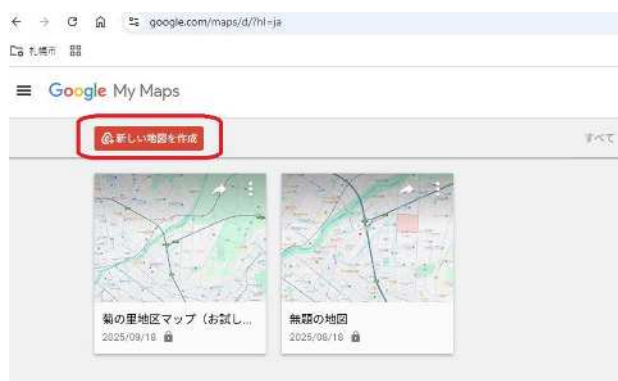 google.com/maps/d/?hl=ja
札幌市
Google My Maps
新しい地図を作成
すべて
菊の里地区マップ（お試し...
2025/09/18
無題の地図
2025/08/18